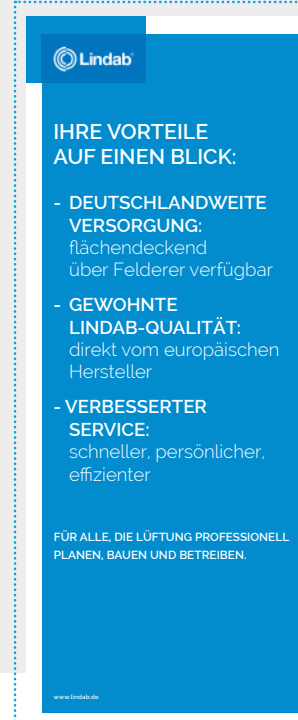 Lindab
IHRE VORTEILE
AUF EINEN BLICK:
- DEUTSCHLANDWEITE
VERSORGUNG:
flächendeckend
über Felderer verfügbar
- GEWOHNTE
LINDAB-QUALITÄT:
direkt vom europäischen
Hersteller
- VERBESSERTER
SERVICE:
schneller, persönlicher,
effizienter
FÜR ALLE, DIE LÜFTUNG PROFESSIONELL
PLANEN, BAUEN UND BETREIBEN.
www.lindab.de